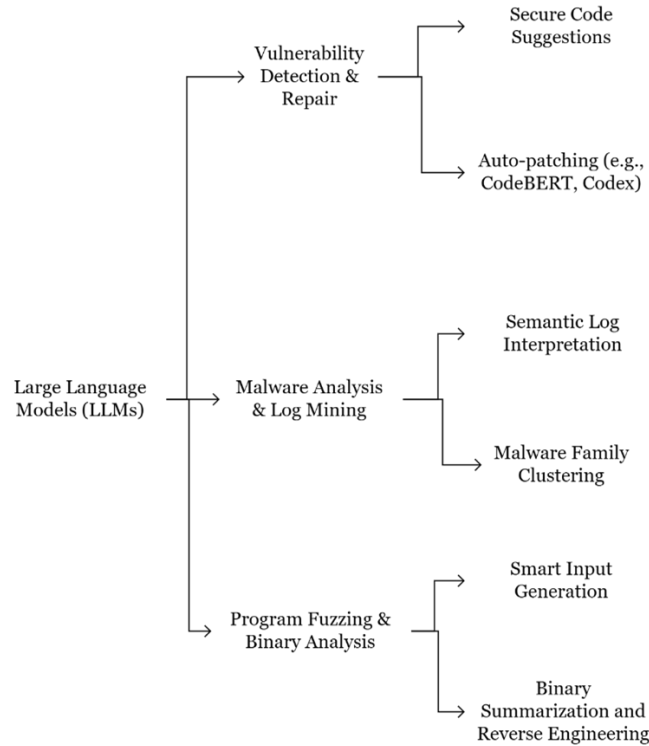 Secure Code
Suggestions
Vulnerability
Detection &
Repair
Auto-patching (e.g.,
CodeBERT, Codex)
Semantic Log
Interpretation
Large Language
Models (LLMs)
Malware Analysis
& Log Mining
Malware Family
Clustering
Smart Input
Generation
Program Fuzzing &
Binary Analysis
Binary
Summarization and
Reverse Engineering